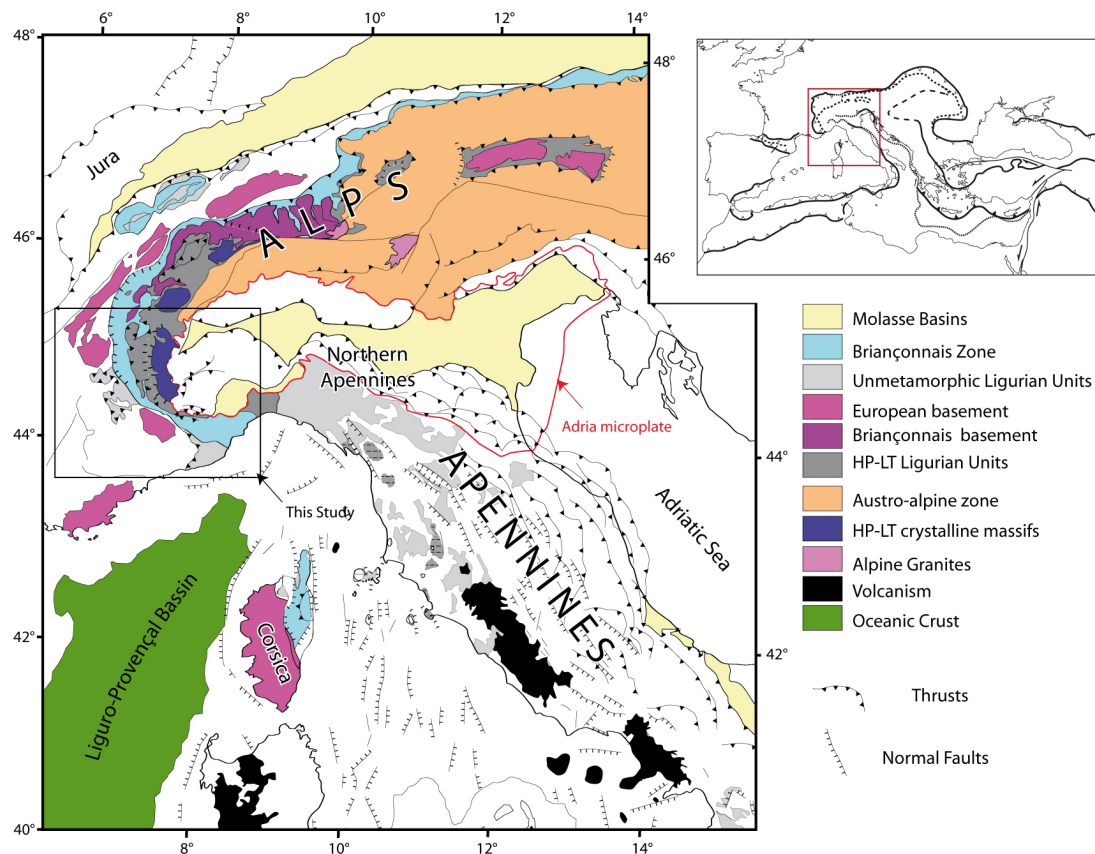 6°
8°
10°
12°
14°
48°
48°
Jura
ALPS
46°
46°
Northern
Apennines
Adria microplate
44°
44°
This Study
APENNINES
Adriatic Sea
Liguro-Provençal Basin
Corsica
42°
42°
40°
8°
10°
12°
14°
Molasse Basins
Briançonnais Zone
Unmetamorphic Ligurian Units
European basement
Briançonnais basement
HP-LT Ligurian Units
Austro-alpine zone
HP-LT crystalline massifs
Alpine Granites
Volcanism
Oceanic Crust
Thrusts
Normal Faults